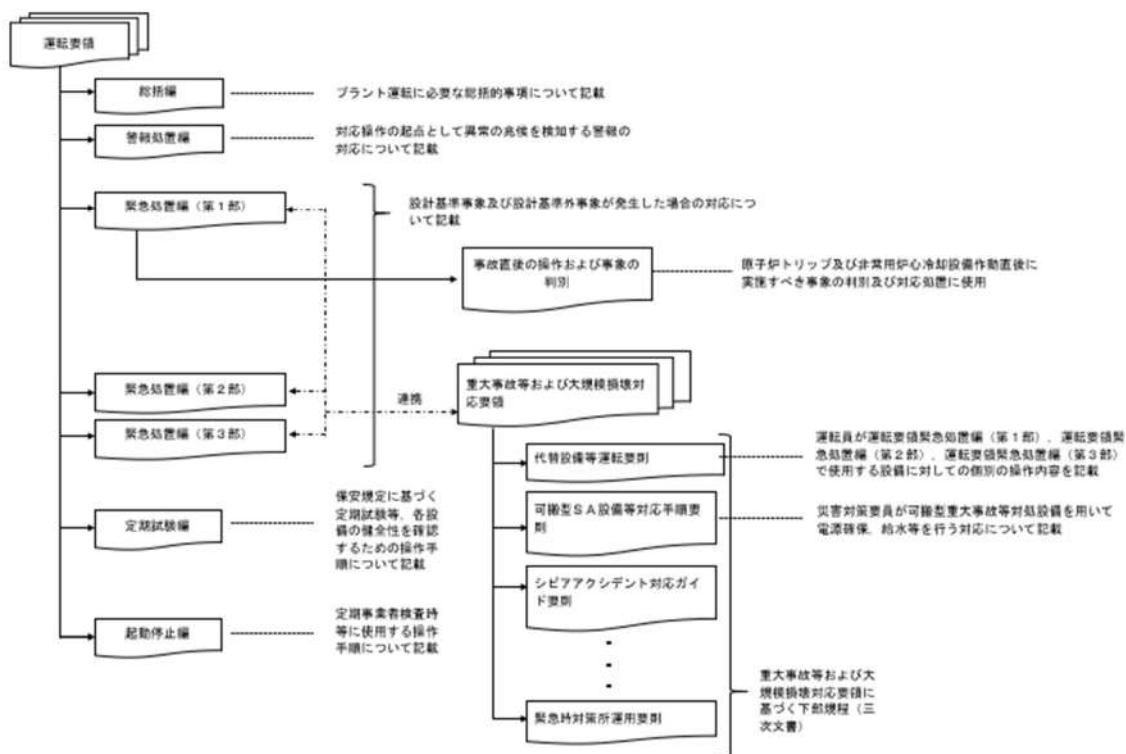 運転要領
総括編
プラント運転に必要な総括的事項について記載
警報処置編
対応操作の起点として異常の兆候を検知する警報の
対応について記載
緊急処置編（第１部）
設計基準事象及び設計基準外事象が発生した場合の対応につ
いて記載
事故直後の操作および事象の
判別
原子炉トリップ及び非常用炉心冷却設備作動直後に
実施すべき事象の判別及び対応処置に使用
緊急処置編（第２部）
緊急処置編（第３部）
連携
重大事故等および大規模損壊対
応要領
代替設備等運転要則
運転員が運転要領緊急処置編（第１部）、運転要領緊
急処置編（第２部）、運転要領緊急処置編（第３部）
で使用する設備に対しての個別の操作内容を記載
可搬型ＳＡ設備等対応手順要
則
災害対策要員が可搬型重大事故等対処設備を用いて
電源確保、給水等を行う対応について記載
シビアアクシデント対応ガイ
ド要則
緊急時対策所運用要則
重大事故等および大
規模損壊対応要領に
基づく下部規程（三
次文書）
定期試験編
保安規定に基づく
定期試験等、各設
備の健全性を確認
するための操作手
順について記載
起動停止編
定期事業者検査時
等に使用する操作
手順について記載